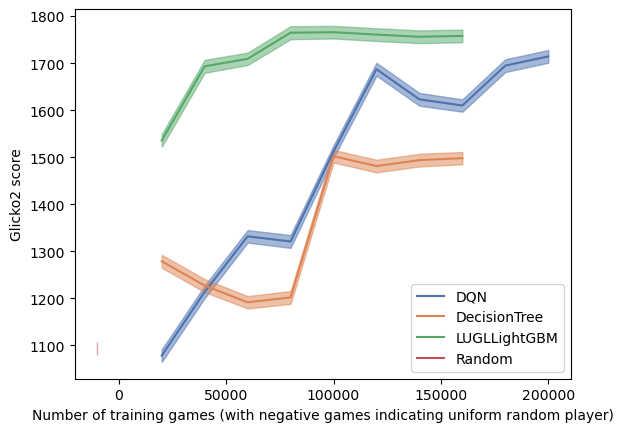 1800
1700
1600
1500
1400
1300
1200
1100
Glicko2 score
DQN
DecisionTree
LUGLLightGBM
Random
0 50000 100000 150000 200000
Number of training games (with negative games indicating uniform random player)